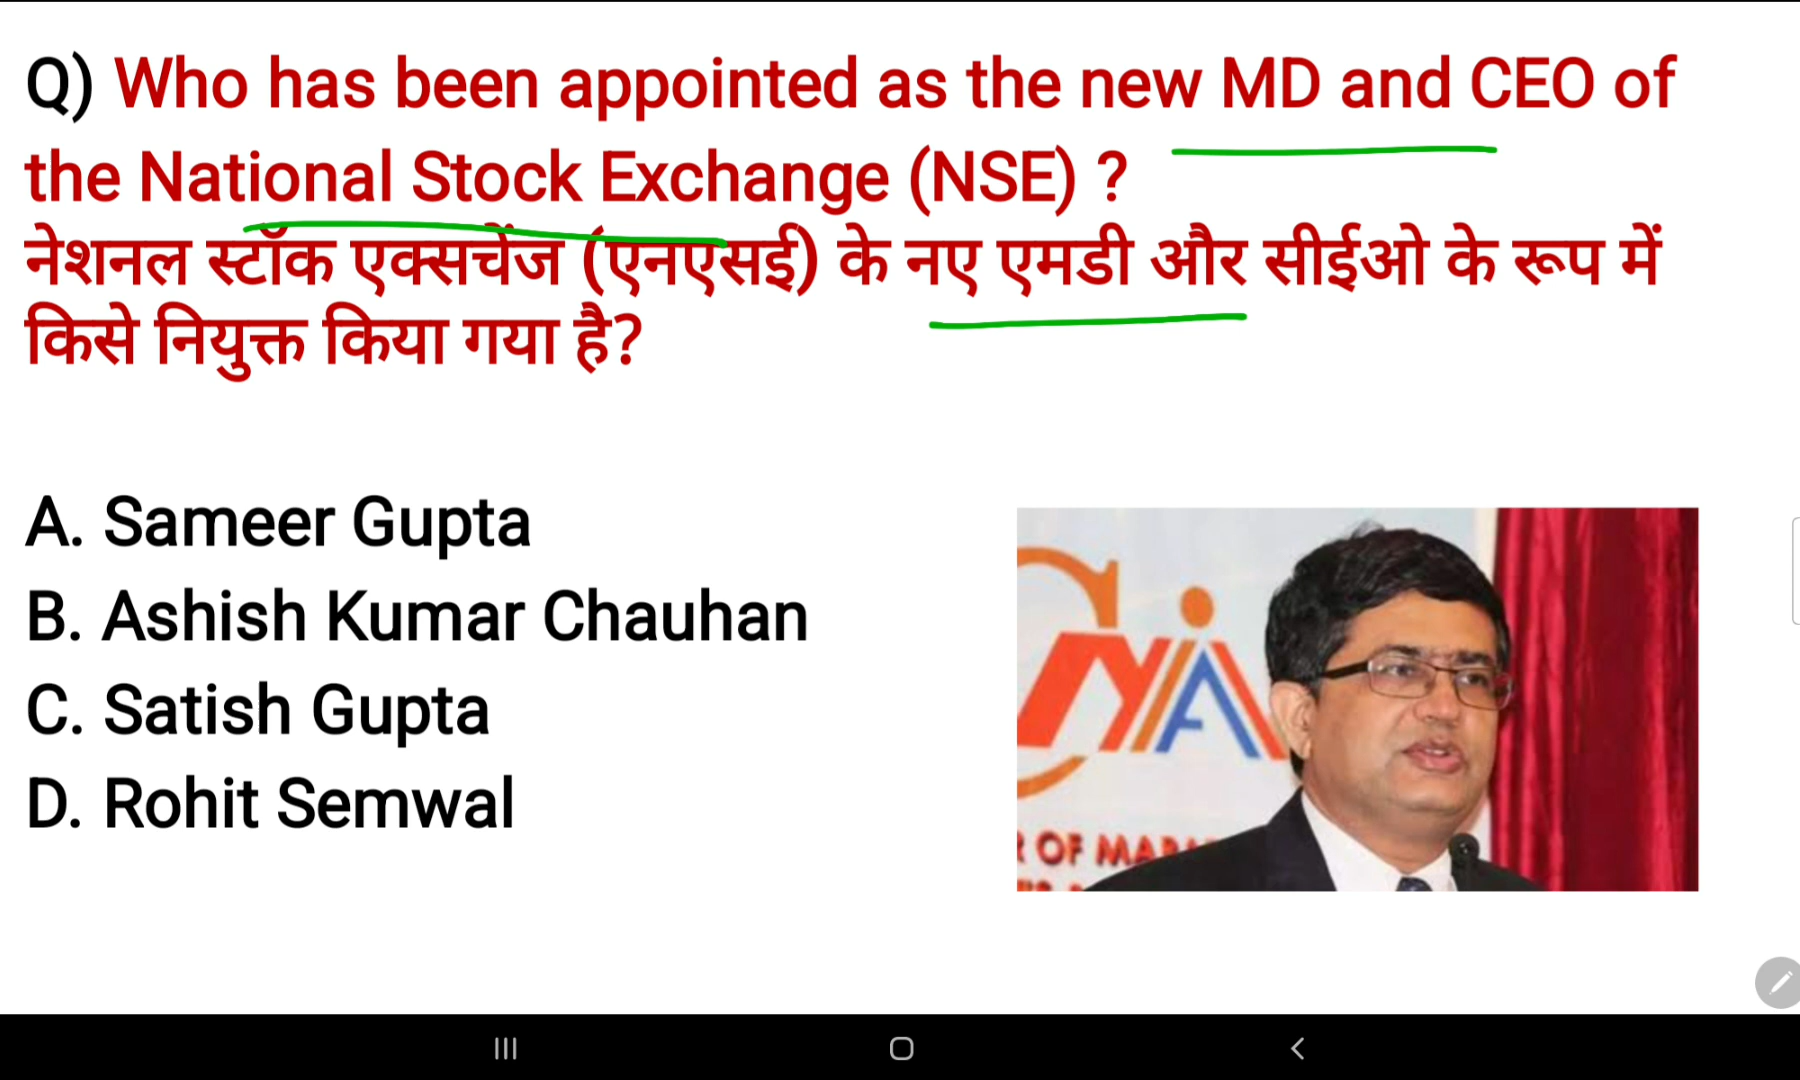 Q) Who has been appointed as the new MD and CEO of
the National Stock Exchange (NSE) ?
नेशनल स्टॉक एक्सचेंज (एनएसई) के नए एमडी और सीईओ के रूप में
किसे नियुक्त किया गया है?
A. Sameer Gupta
B. Ashish Kumar Chauhan
C. Satish Gupta
D. Rohit Semwal
OF